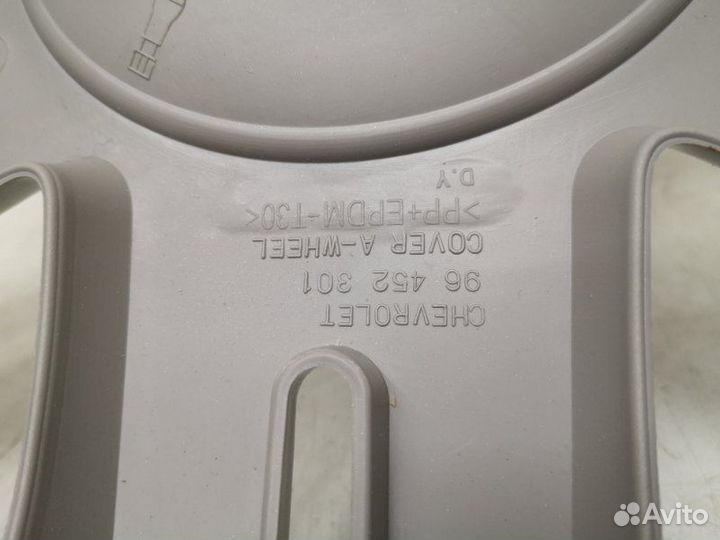 CHEVROLET
96 452 301
COVER A-WHEEL
>PP+EPDM-T30<
D.Y
Avito